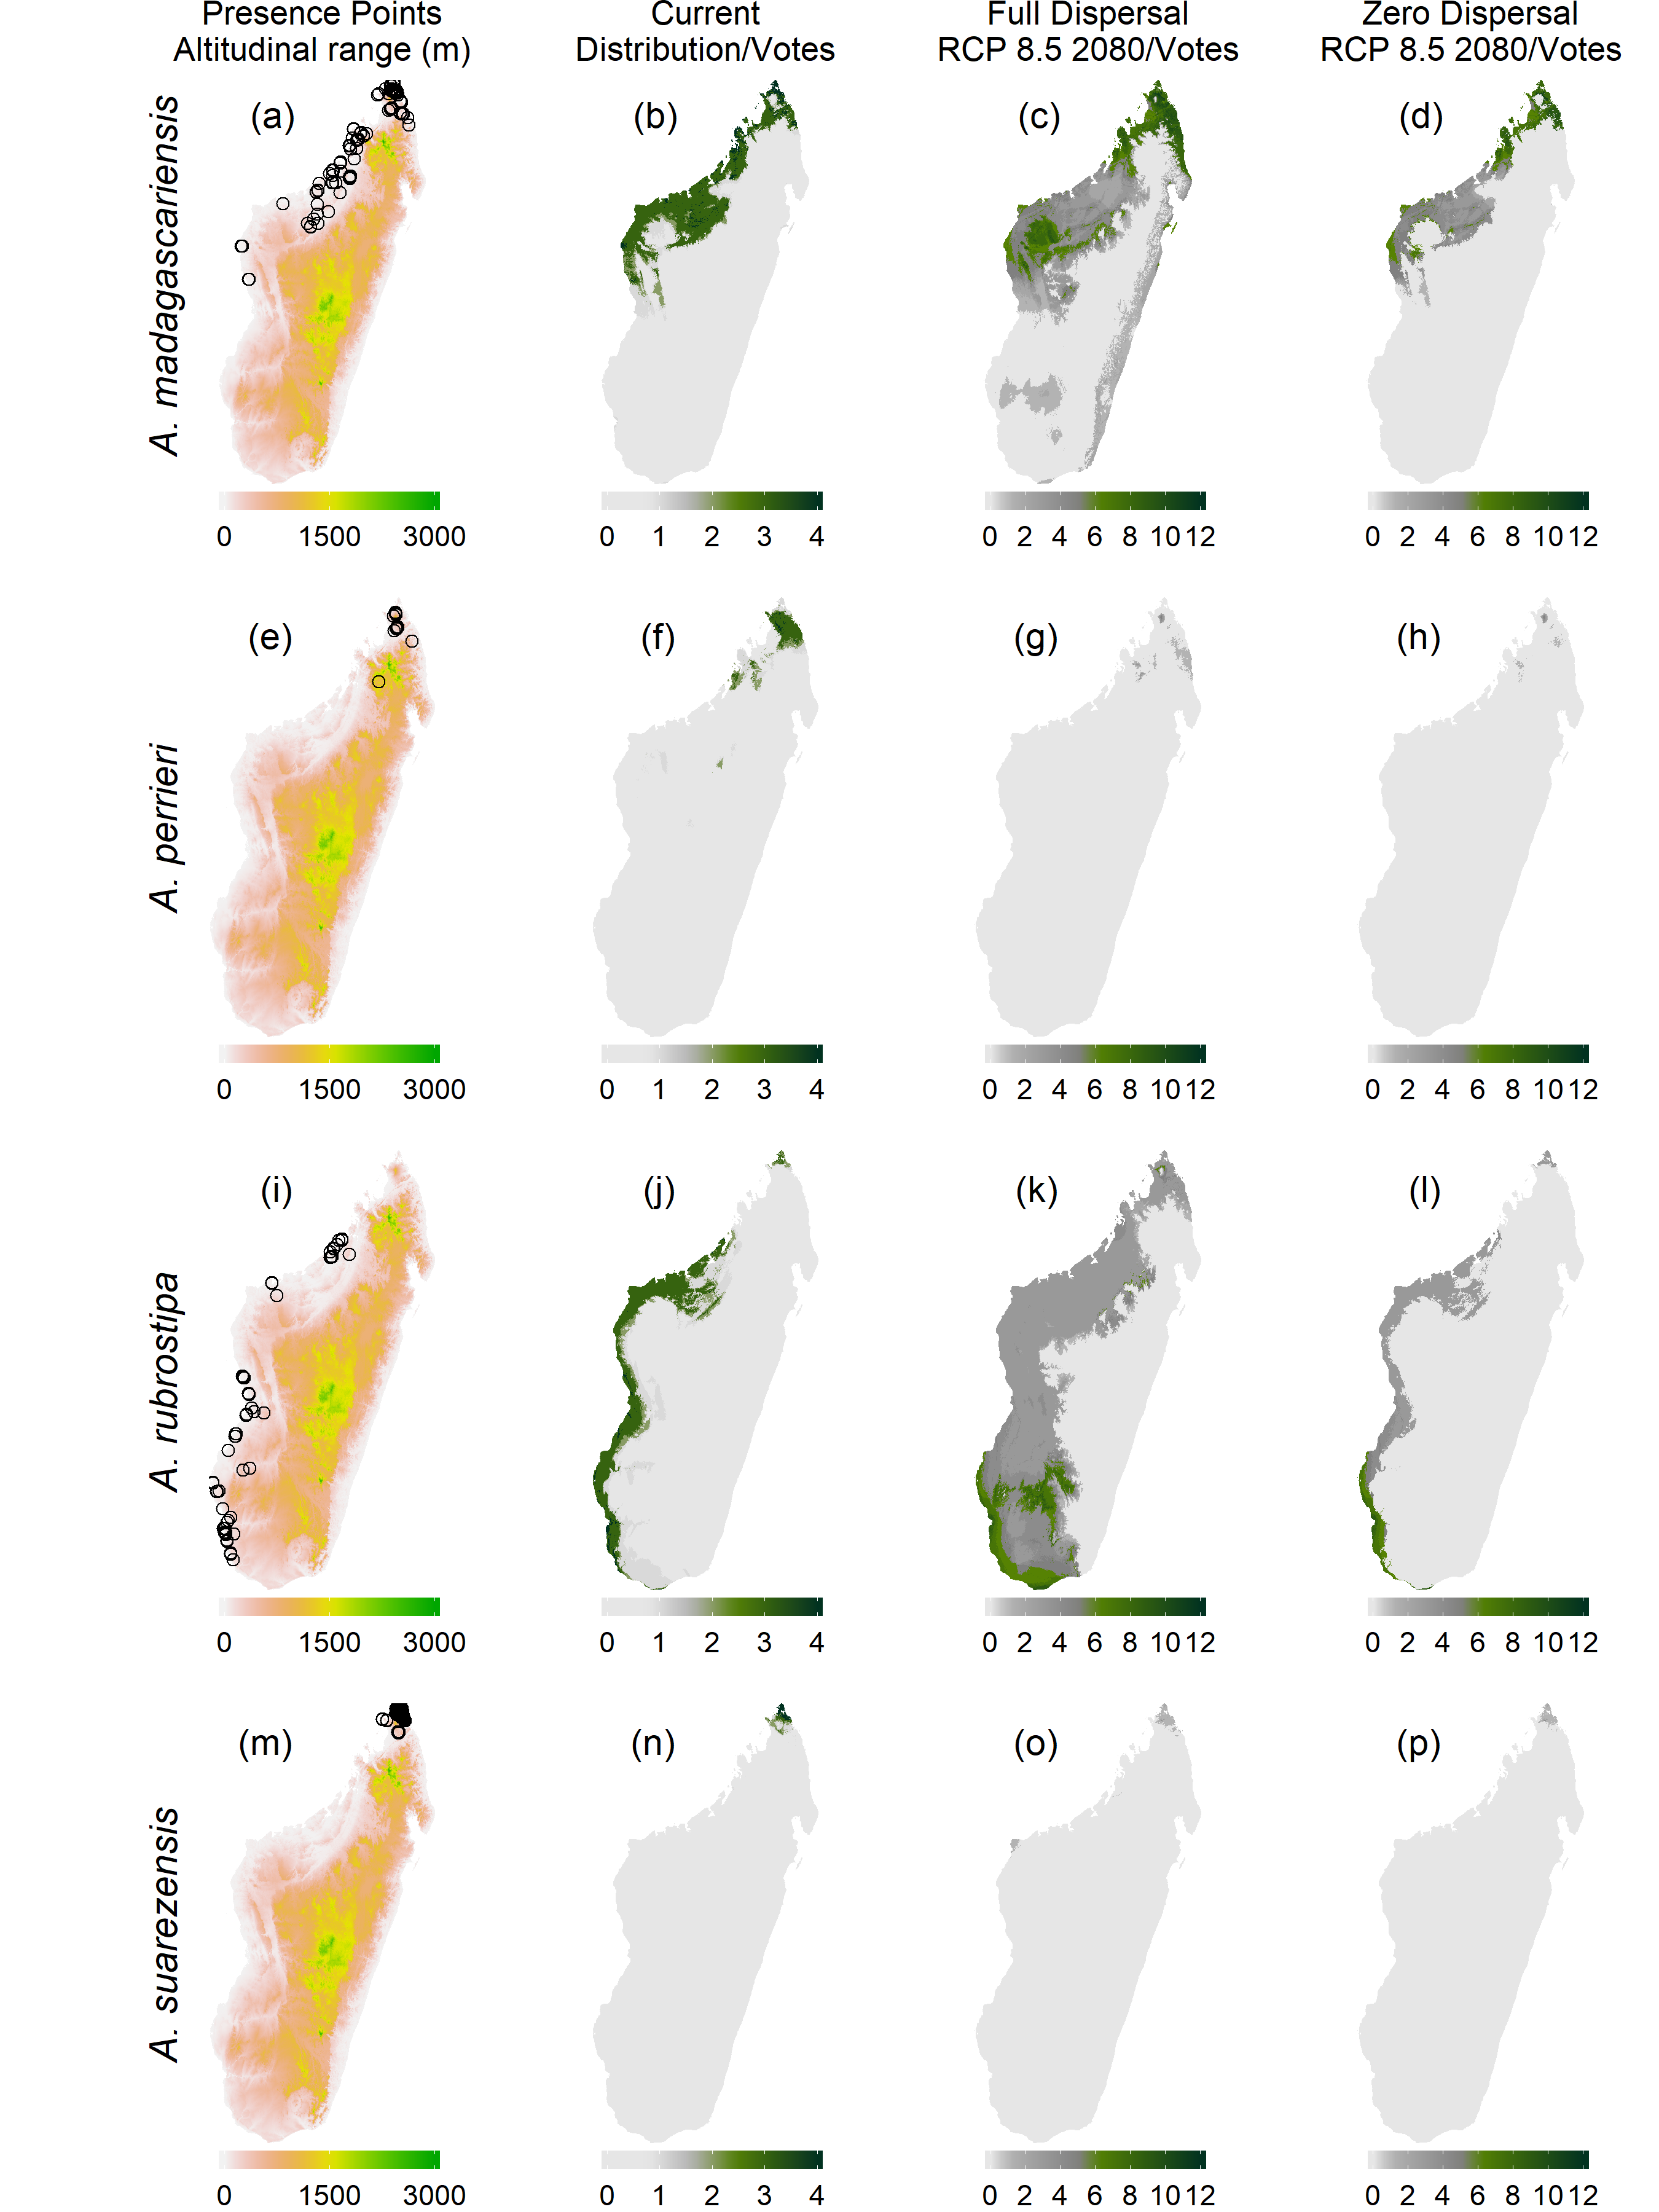 Presence Points
Altitudinal range (m)
Current
Distribution/Votes
Full Dispersal
RCP 8.5 2080/Votes
Zero Dispersal
RCP 8.5 2080/Votes
A. madagascariensis
(a)
(b)
(c)
(d)
0 1500 3000
0 1 2 3 4
0 2 4 6 8 10 12
0 2 4 6 8 10 12
A. perrieri
(e)
(f)
(g)
(h)
0 1500 3000
0 1 2 3 4
0 2 4 6 8 10 12
0 2 4 6 8 10 12
A. rubrostipa
(i)
(j)
(k)
(l)
0 1500 3000
0 1 2 3 4
0 2 4 6 8 10 12
0 2 4 6 8 10 12
A. suarezensis
(m)
(n)
(o)
(p)
0 1500 3000
0 1 2 3 4
0 2 4 6 8 10 12
0 2 4 6 8 10 12